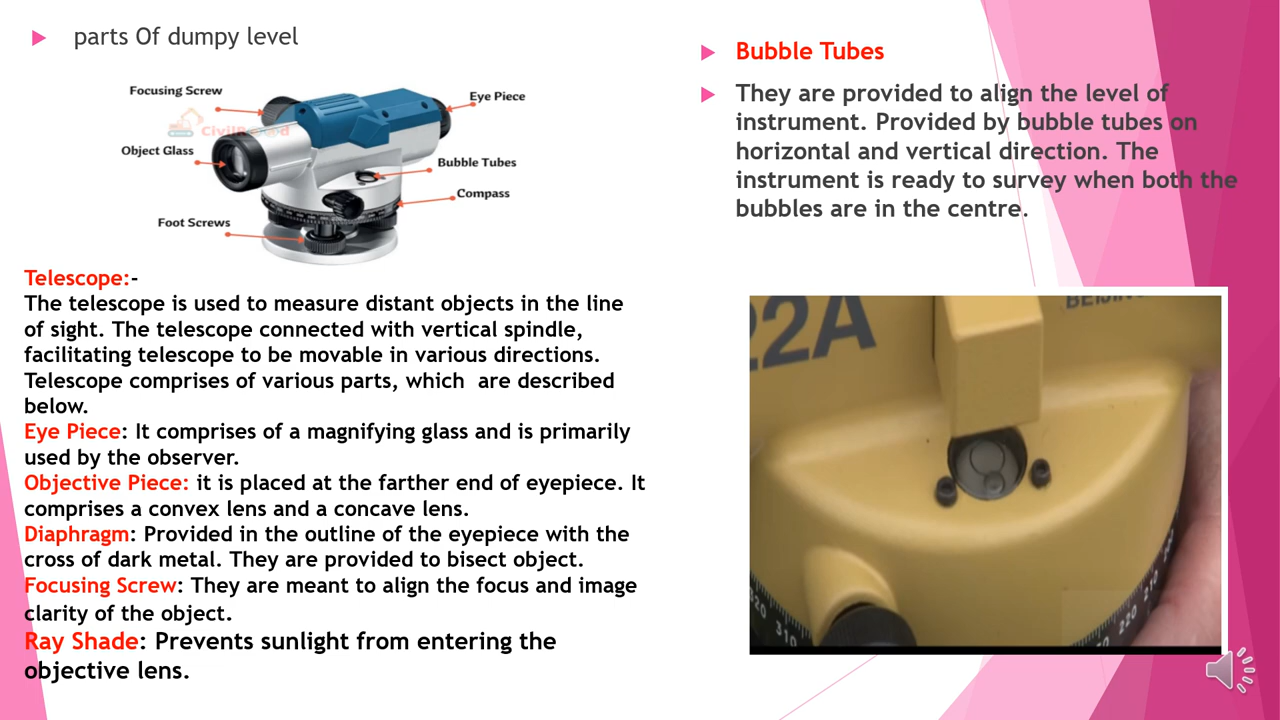 parts Of dumpy level
Focusing Screw
Eye Piece
Object Glass
Bubble Tubes
Compass
Foot Screws
Telescope:-
The telescope is used to measure distant objects in the line
of sight. The telescope connected with vertical spindle,
facilitating telescope to be movable in various directions.
Telescope comprises of various parts, which are described
below.
Eye Piece: It comprises of a magnifying glass and is primarily
used by the observer.
Objective Piece: it is placed at the farther end of eyepiece. It
comprises a convex lens and a concave lens.
Diaphragm: Provided in the outline of the eyepiece with the
cross of dark metal. They are provided to bisect object.
Focusing Screw: They are meant to align the focus and image
clarity of the object.
Ray Shade: Prevents sunlight from entering the
objective lens.
Bubble Tubes
They are provided to align the level of
instrument. Provided by bubble tubes on
horizontal and vertical direction. The
instrument is ready to survey when both the
bubbles are in the centre.
22A
320
310
220
210